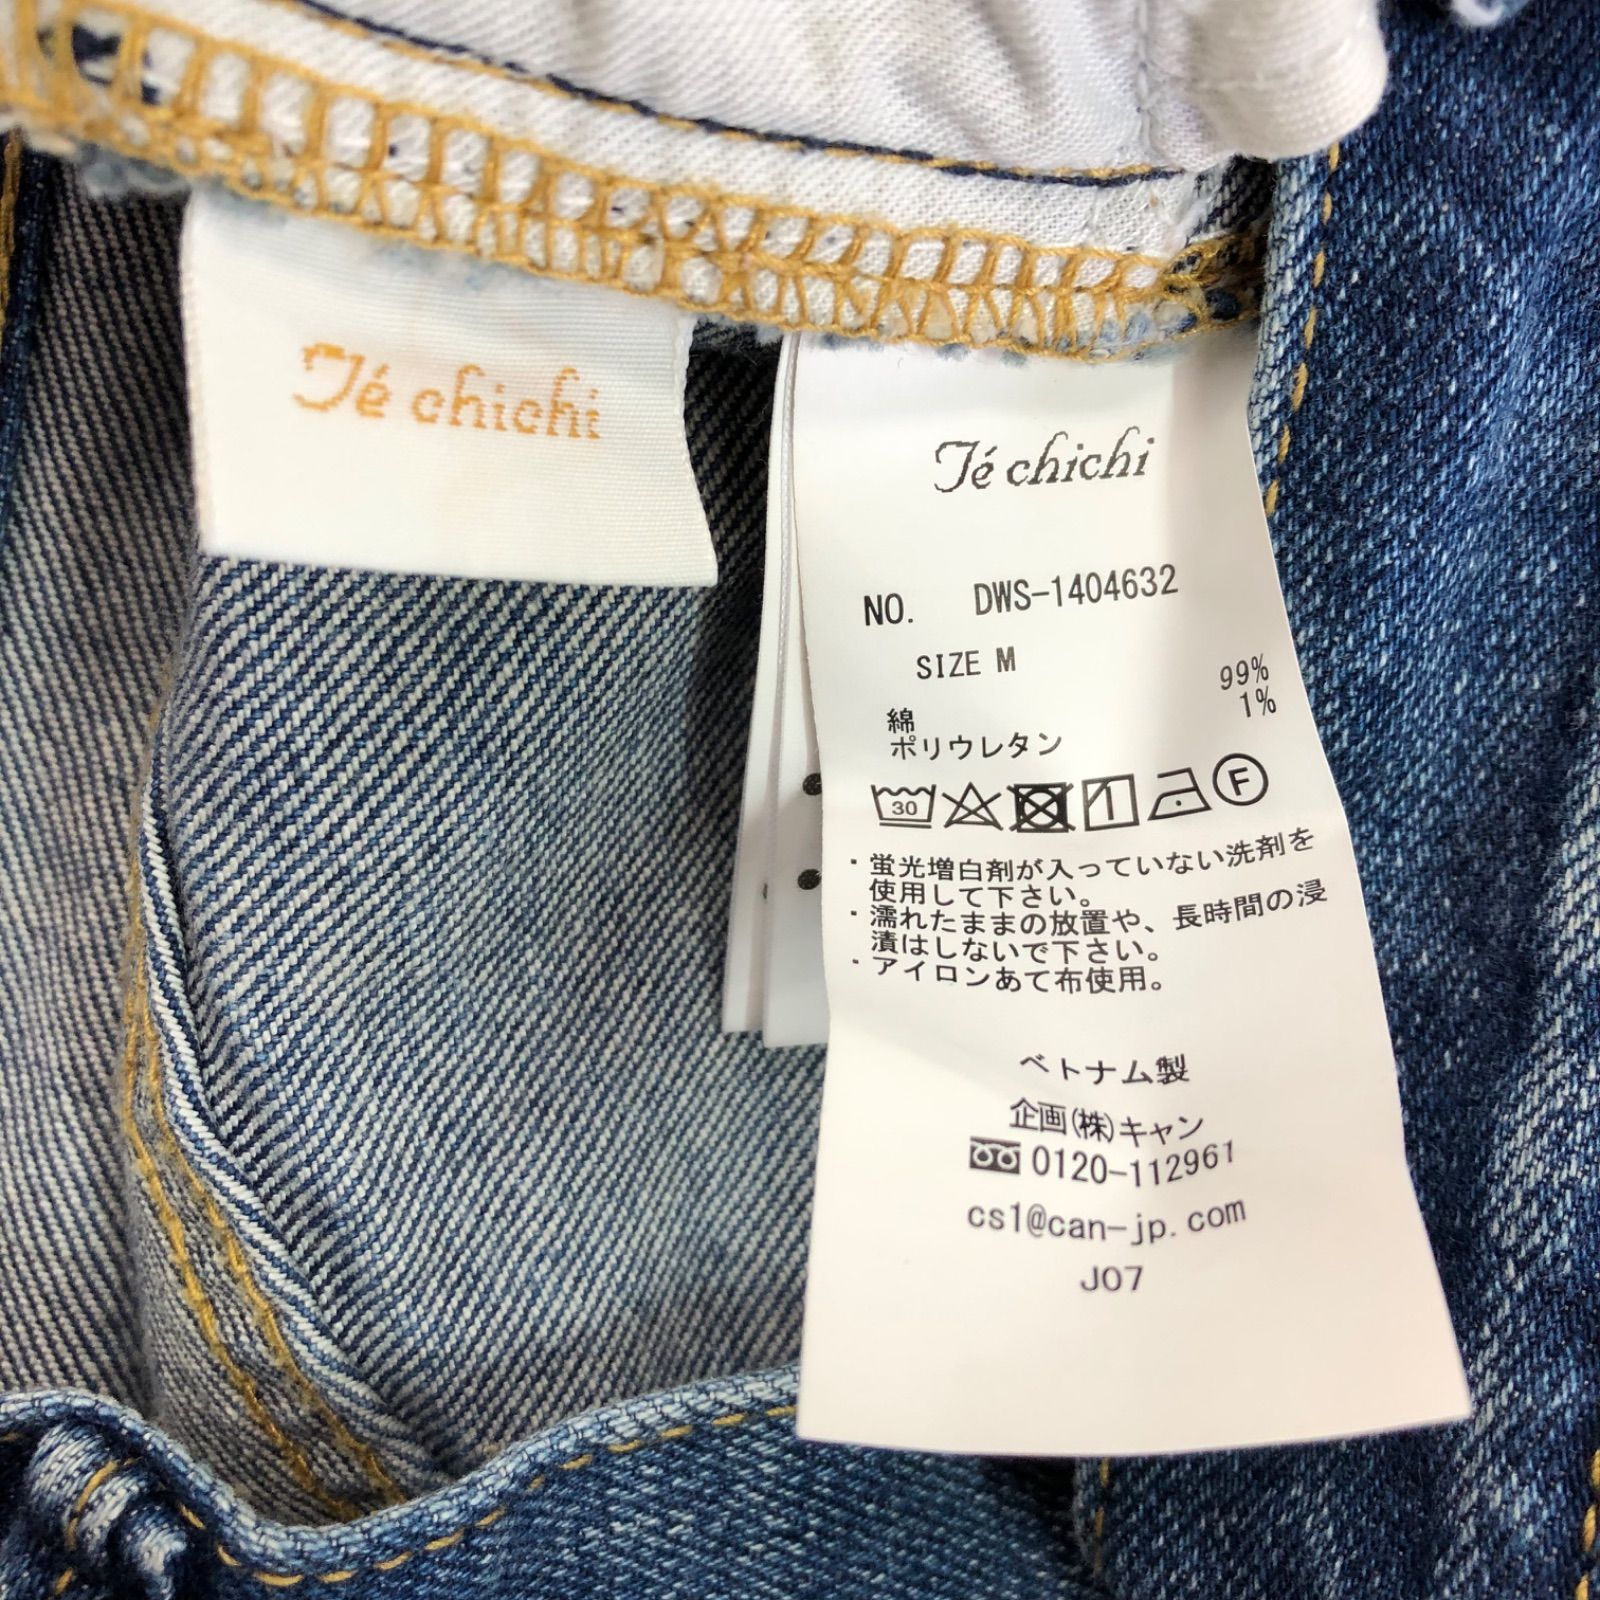 Té chichi
Té chichi
NO. DWS-1404632
SIZE M
綿 99%
ポリウレタン 1%
30
F
・蛍光増白剤が入っていない洗剤を
使用して下さい。
・濡れたままの放置や、長時間の浸
漬はしないで下さい。
・アイロンあて布使用。
ベトナム製
企画(株)キャン
0120-112961
cs1@can-jp.com
J07